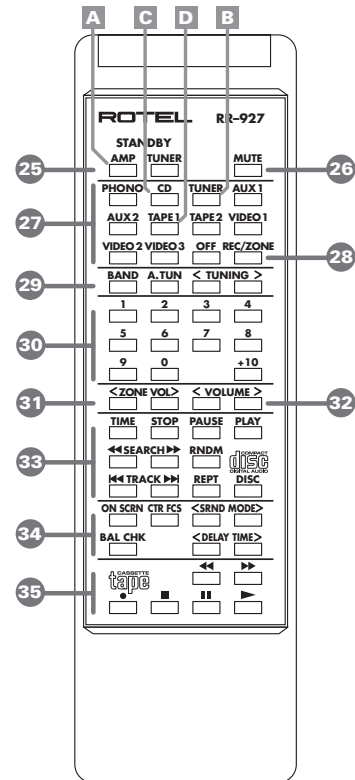 A C D B
ROTEL RR–927
STANDBY
AMP TUNER MUTE
25 26
PHONO CD TUNER AUX 1
27
AUX 2 TAPE 1 TAPE 2 VIDEO 1
VIDEO 2 VIDEO 3 OFF REC/ZONE
28
BAND A.TUN < TUNING >
29
1 2 3 4
30
5 6 7 8
9 0 +10
<ZONE VOL> < VOLUME >
31 32
TIME STOP PAUSE PLAY
◀◀SEARCH▶▶ RNDM COMPACT disc DIGITAL AUDIO
33
|◀◀ TRACK ▶▶| REPT DISC
ON SCRN CTR FCS <SRND MODE>
34
BAL CHK <DELAY TIME>
◀◀ ▶▶
CASSETTE tape
35
● ■ ▮▮ ▶